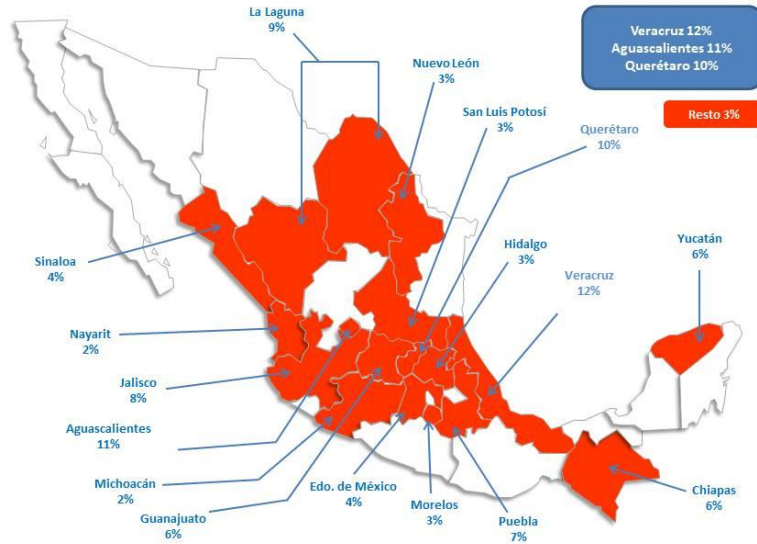 La Laguna
9%
Veracruz 12%
Aguascalientes 11%
Querétaro 10%
Nuevo León
3%
San Luis Potosí
3%
Resto 3%
Querétaro
10%
Hidalgo
3%
Yucatán
6%
Sinaloa
4%
Veracruz
12%
Nayarit
2%
Jalisco
8%
Aguascalientes
11%
Michoacán
2%
Edo. de México
4%
Morelos
3%
Chiapas
6%
Guanajuato
6%
Puebla
7%